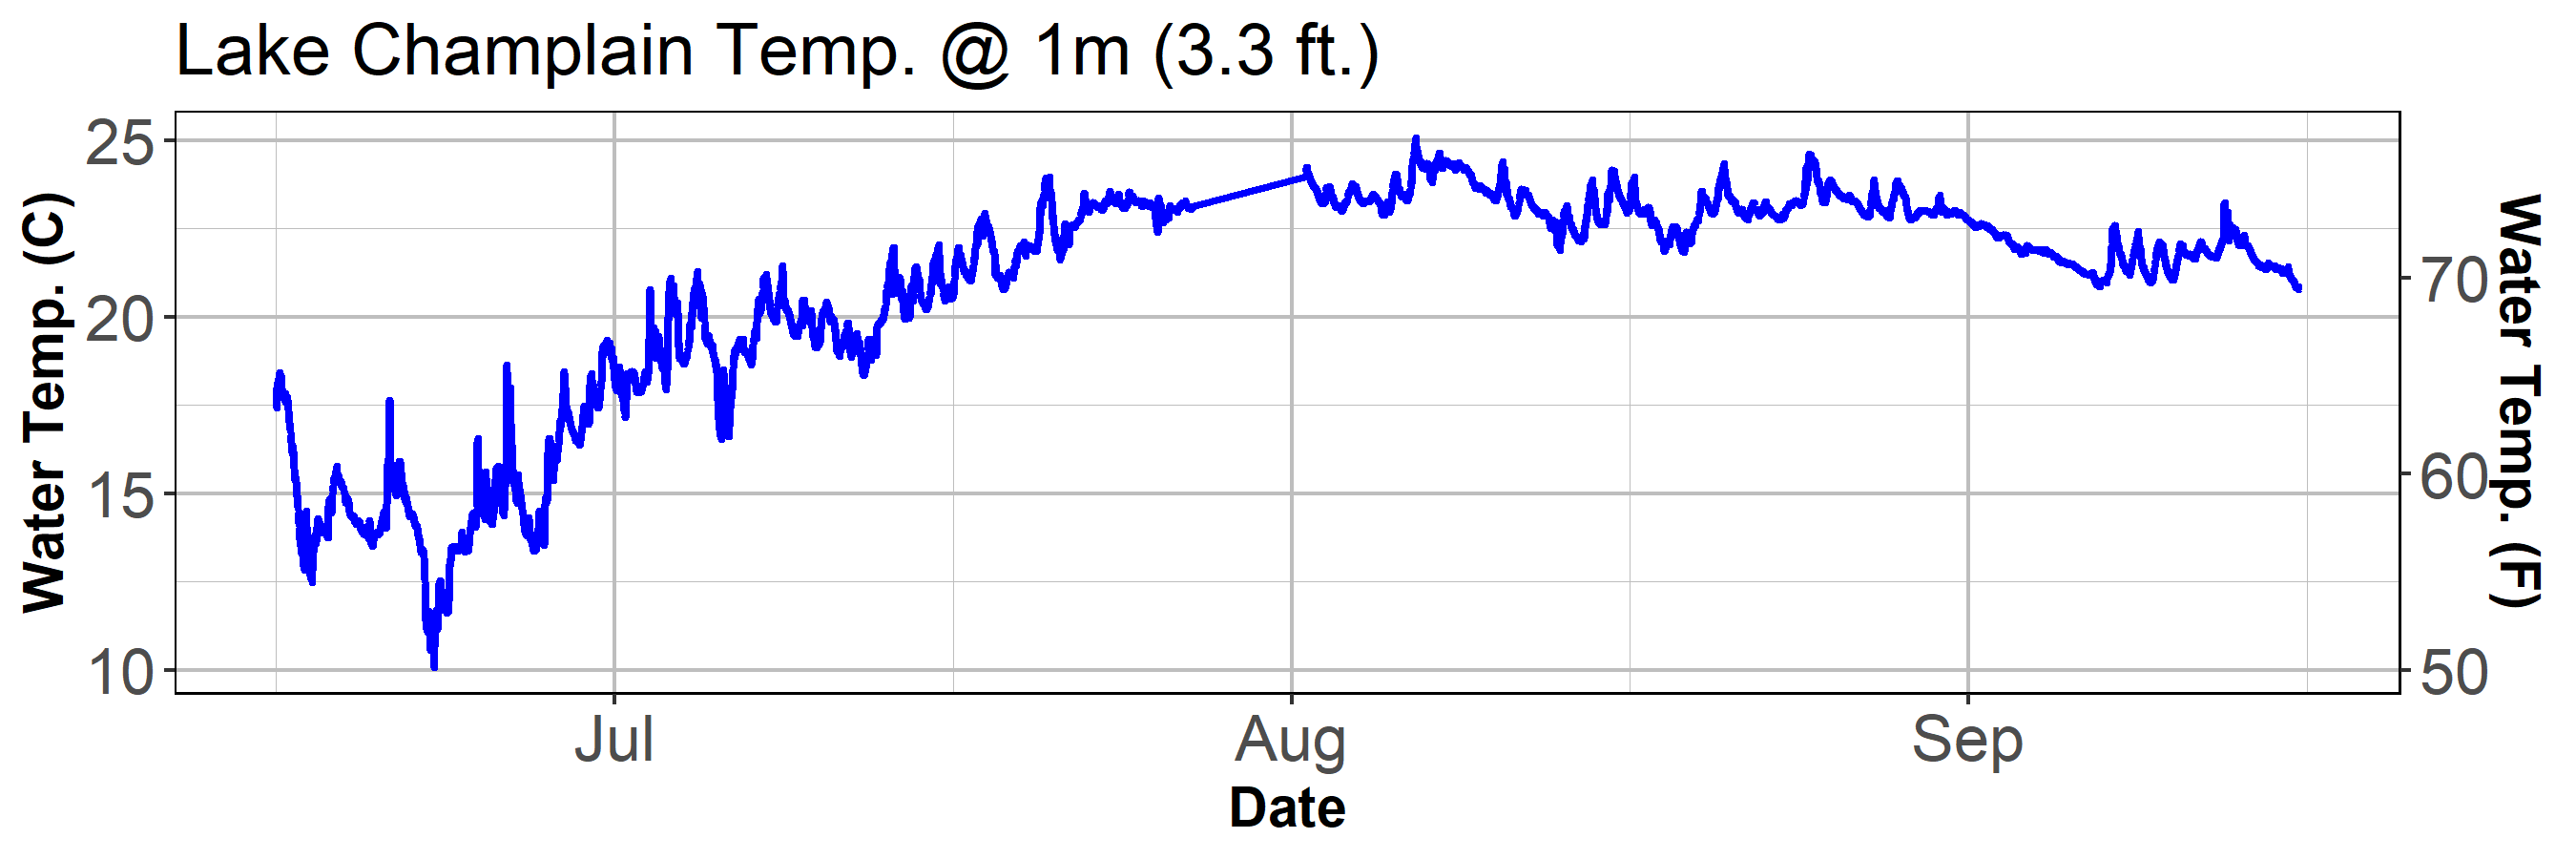 Lake Champlain Temp. @ 1m (3.3 ft.)
Water Temp. (C)
25
20
15
10
70
60
50
Water Temp. (F)
Jul
Aug
Sep
Date